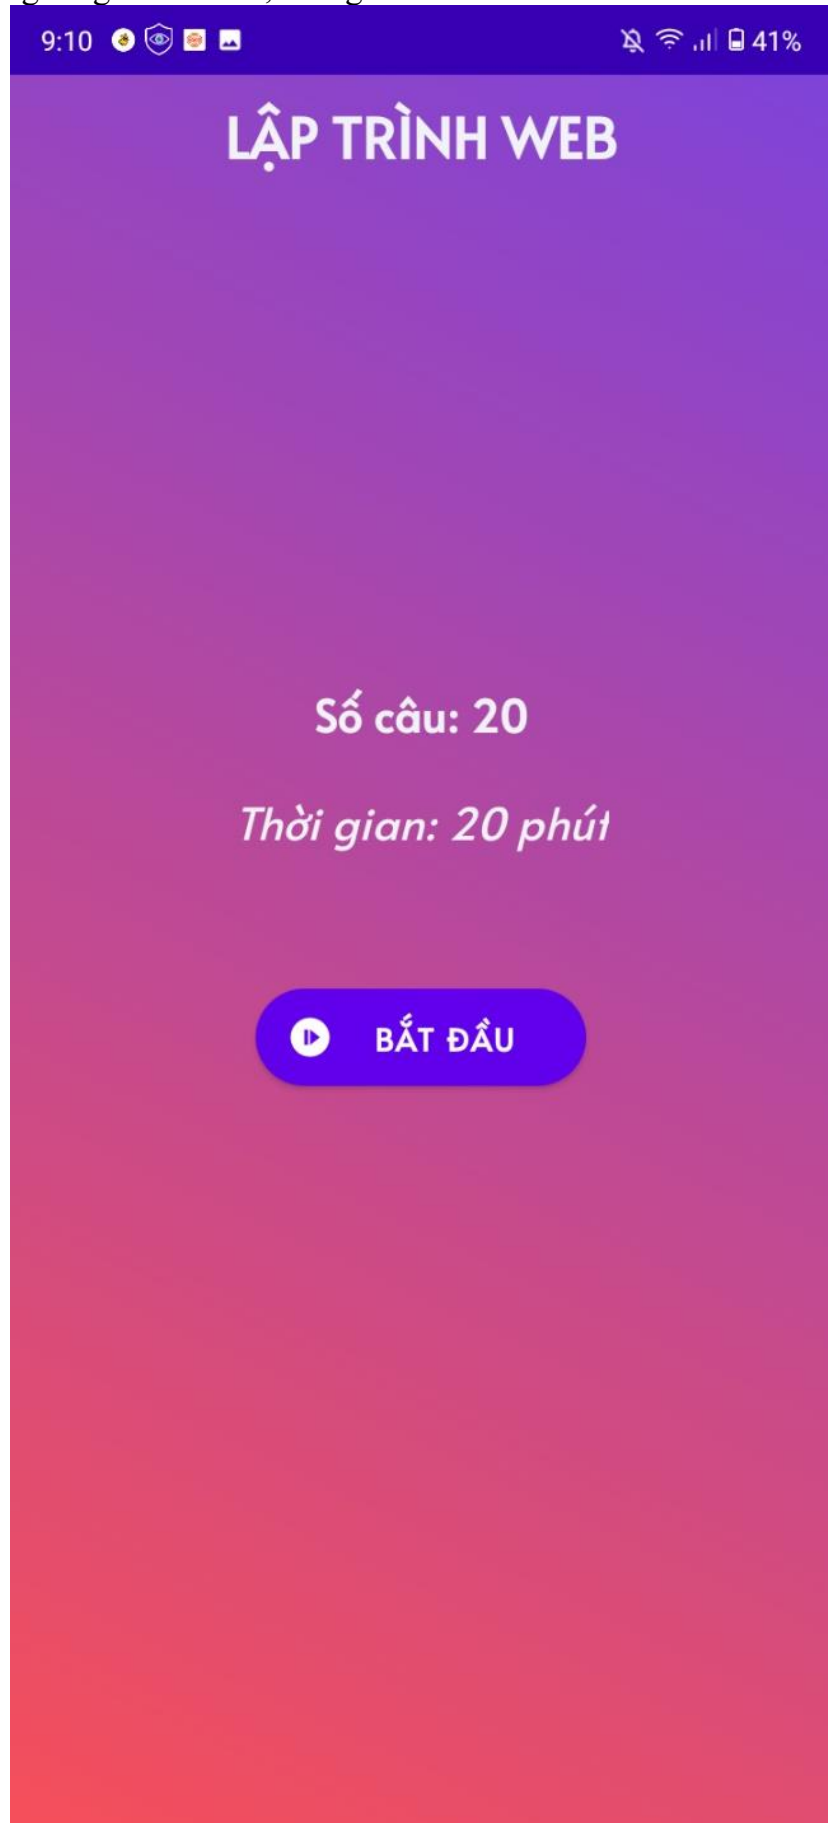 9:10 41%
LẬP TRÌNH WEB
Số câu: 20
Thời gian: 20 phút
BẮT ĐẦU